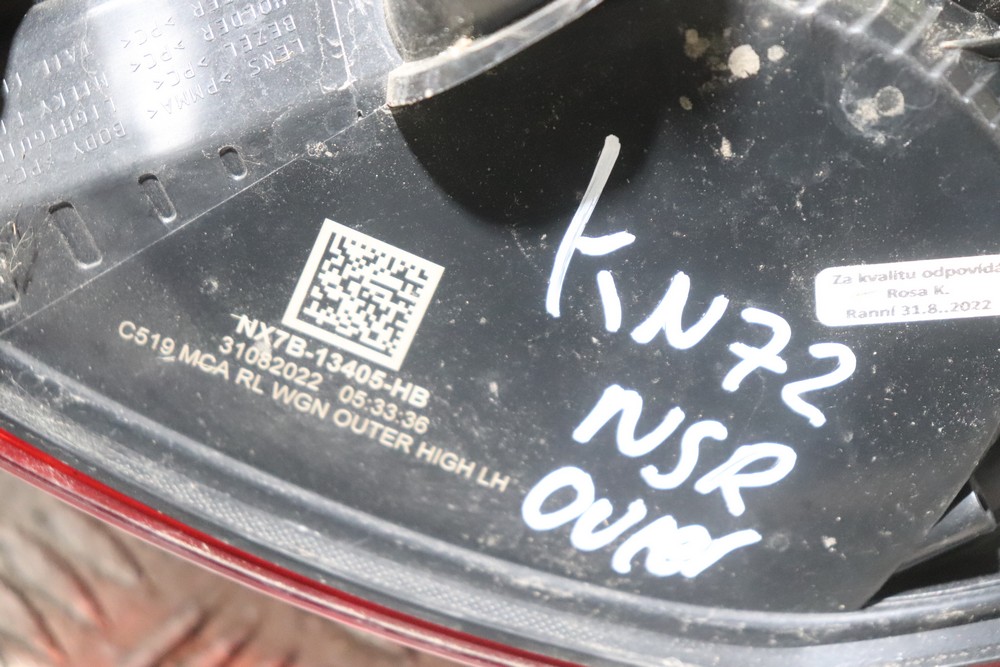 LENS >PMMA<
BEZEL >PC<
HOLDER >PC<
NX7B-13405-HB
31082022 05:33:36
C519 MCA RL WGN OUTER HIGH LH
KN72
NSR
OUTER
Za kvalitu odpovídá
Rosa K.
Ranní 31.8..2022